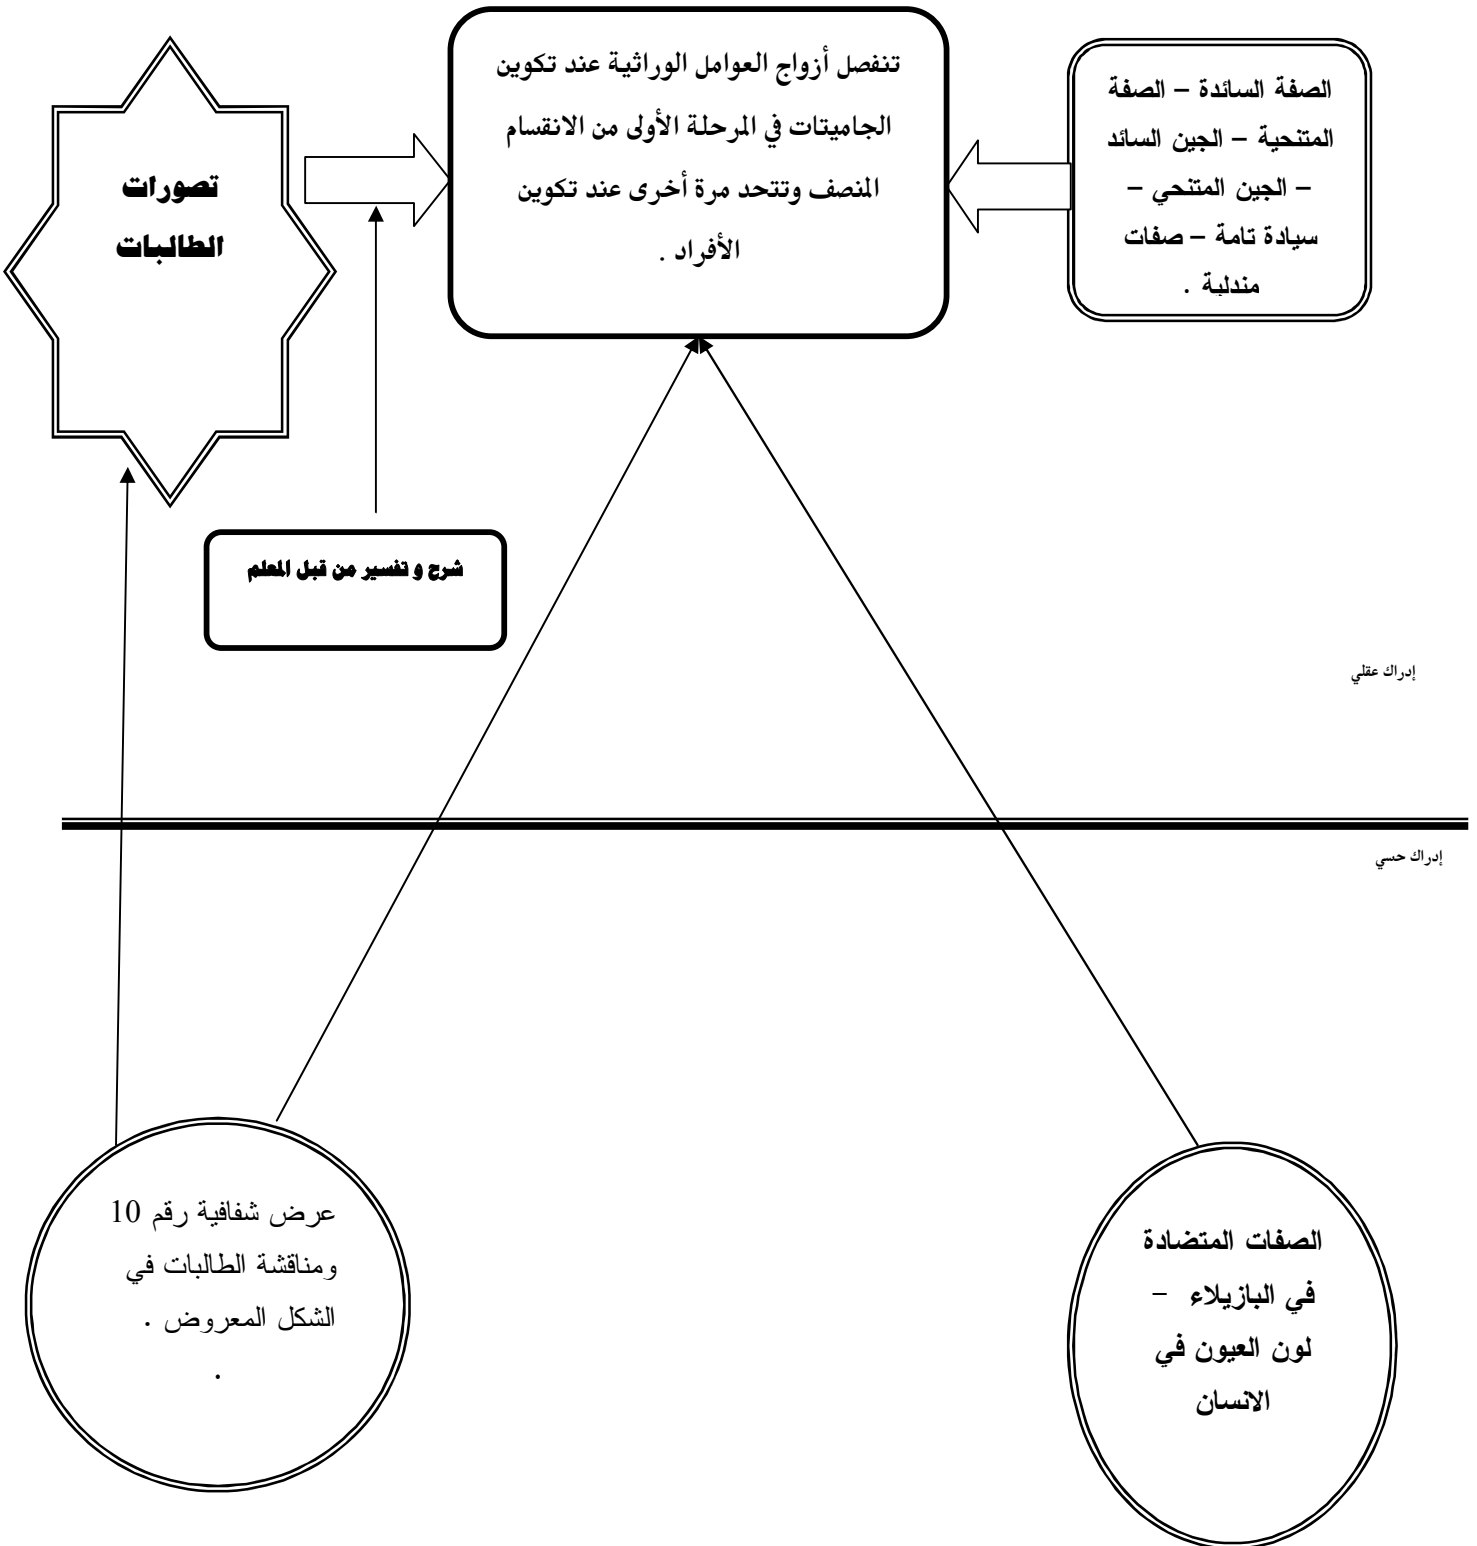 تنفصل أزواج العوامل الوراثية عند تكوين
الجاميتات في المرحلة الأولى من الانقسام
المنصف وتتحد مرة أخرى عند تكوين
الأفراد .
الصفة السائدة – الصفة
المتنحية – الجين السائد
– الجين المتنحي –
سيادة تامة – صفات
مندلية .
تصورات
الطالبات
شرح و تفسير من قبل المعلم
إدراك عقلي
إدراك حسي
الصفات المتضادة
في البازيلاء –
لون العيون في
الانسان
عرض شفافية رقم 10
ومناقشة الطالبات في
الشكل المعروض .
.